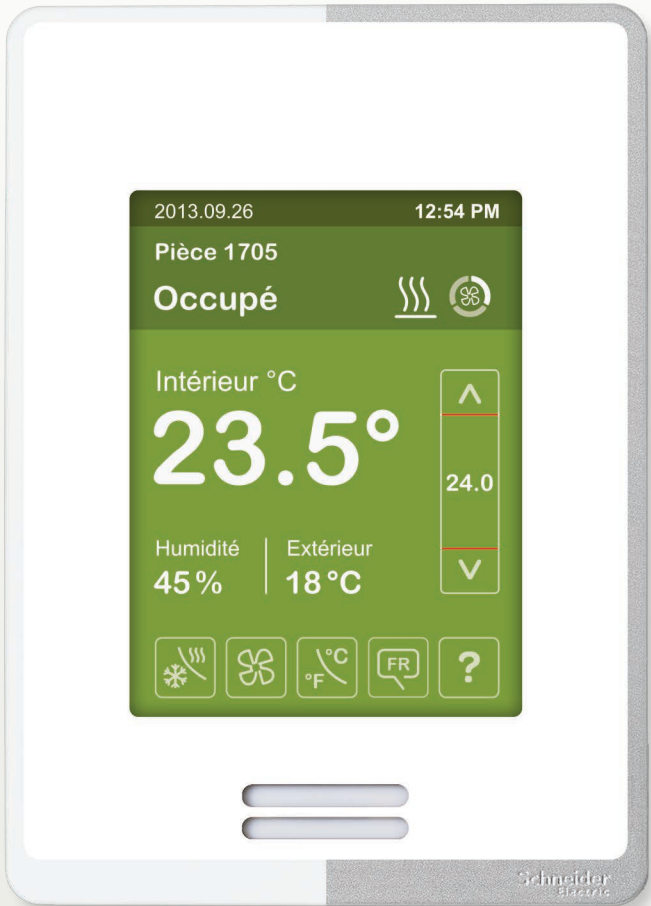 2013.09.26 12:54 PM
Pièce 1705
Occupé
Intérieur °C
23.5°
24.0
Humidité Extérieur
45% 18°C
°C
°F
FR
?
Schneider
Electric